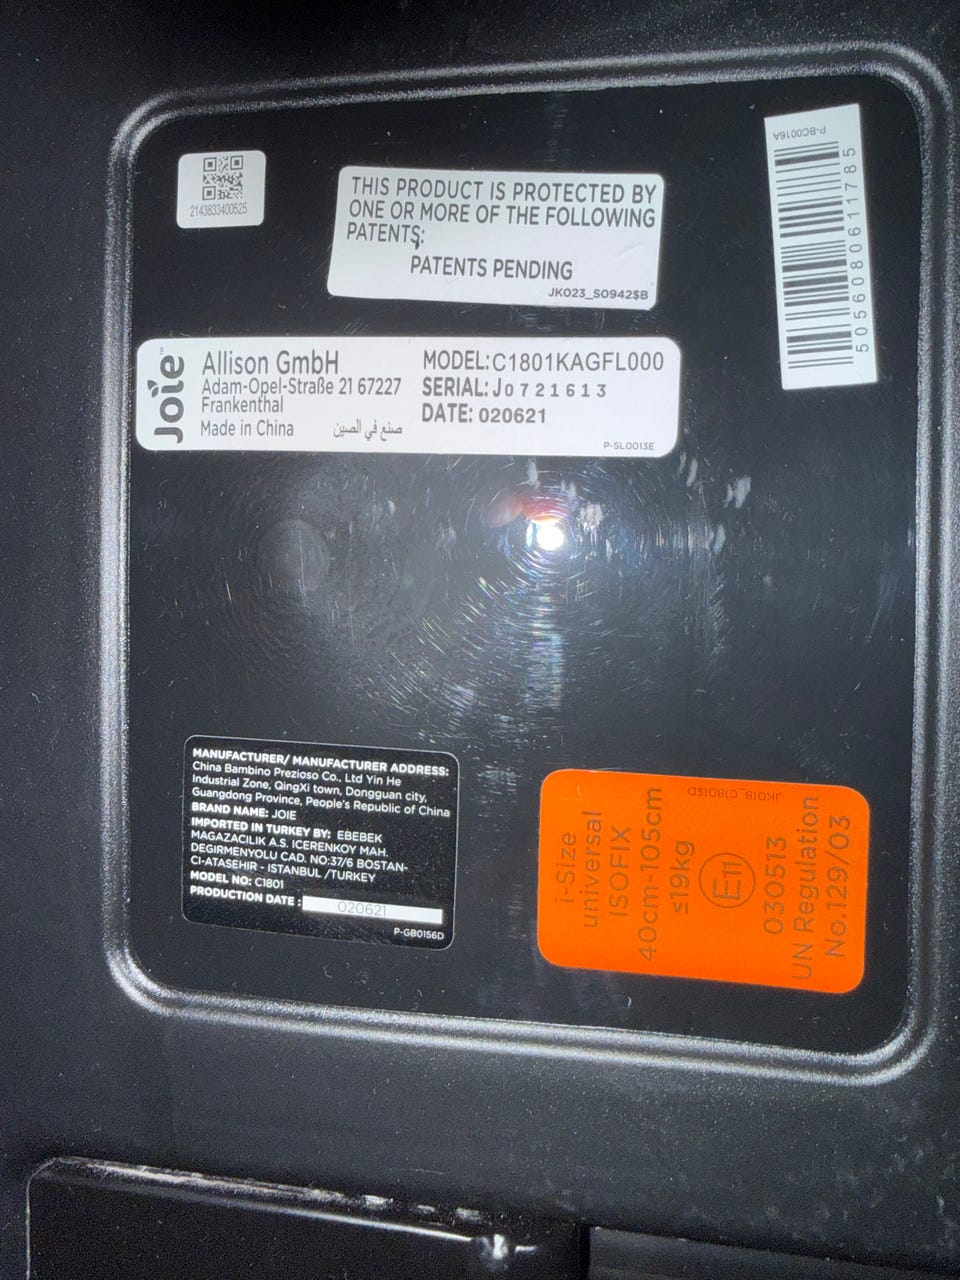 2143833400525
THIS PRODUCT IS PROTECTED BY
ONE OR MORE OF THE FOLLOWING
PATENTS:
PATENTS PENDING
JK023_S0942$B
P-BC0016A
5056080611785
Joie™
Allison GmbH
Adam-Opel-Straße 21 67227
Frankenthal
Made in China صنع في الصين
MODEL:C1801KAGFL000
SERIAL:J0721613
DATE: 020621
P-SL0013E
MANUFACTURER/ MANUFACTURER ADDRESS:
China Bambino Prezioso Co., Ltd Yin He
Industrial Zone, QingXi town, Dongguan city,
Guangdong Province, People's Republic of China
BRAND NAME: JOIE
IMPORTED IN TURKEY BY: EBEBEK
MAGAZACILIK A.S. ICERENKOY MAH.
DEGIRMENYOLU CAD. NO:37/6 BOSTAN-
CI-ATASEHIR - ISTANBUL /TURKEY
MODEL NO: C1801
PRODUCTION DATE : 020621
P-GB0156D
JK018_C1801$D
i-Size
universal
ISOFIX
40cm-105cm
≤19kg
E11
030513
UN Regulation
No.129/03